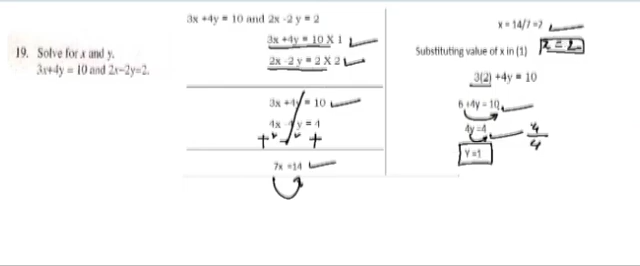 19. Solve for x and y.
3x+4y = 10 and 2x-2y=2.
3x +4y = 10 and 2x -2 y = 2
3x +4y = 10 X 1
2x -2 y = 2 X 2
3x +4y = 10
4x -4y = 4
+ +
7x =14
x = 14/7 =2
Substituting value of x in (1)
3(2) +4y = 10
6 +4y = 10
4y =4
4
4
Y =1